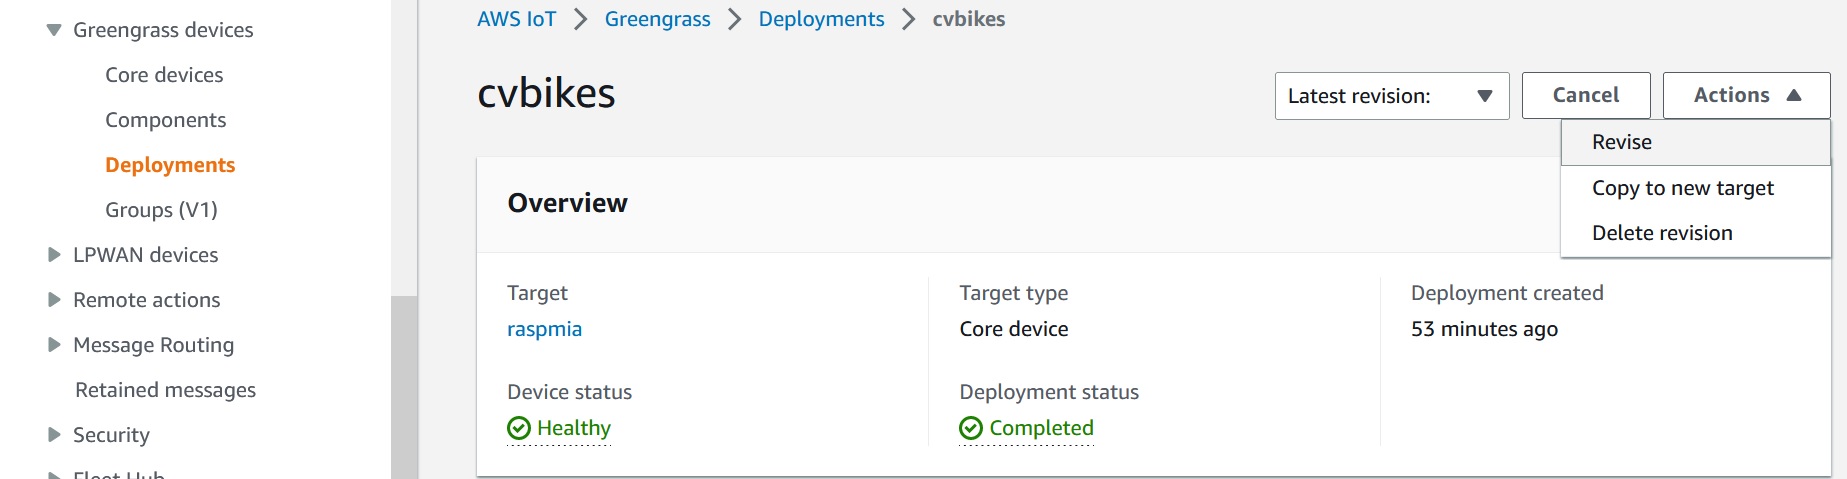 Greengrass devices
Core devices
Components
Deployments
Groups (V1)
LPWAN devices
Remote actions
Message Routing
Retained messages
Security
Fleet Hub
AWS IoT > Greengrass > Deployments > cvbikes
cvbikes
Latest revision:
Cancel
Actions
Revise
Copy to new target
Delete revision
Overview
Target
raspmia
Target type
Core device
Deployment created
53 minutes ago
Device status
Healthy
Deployment status
Completed